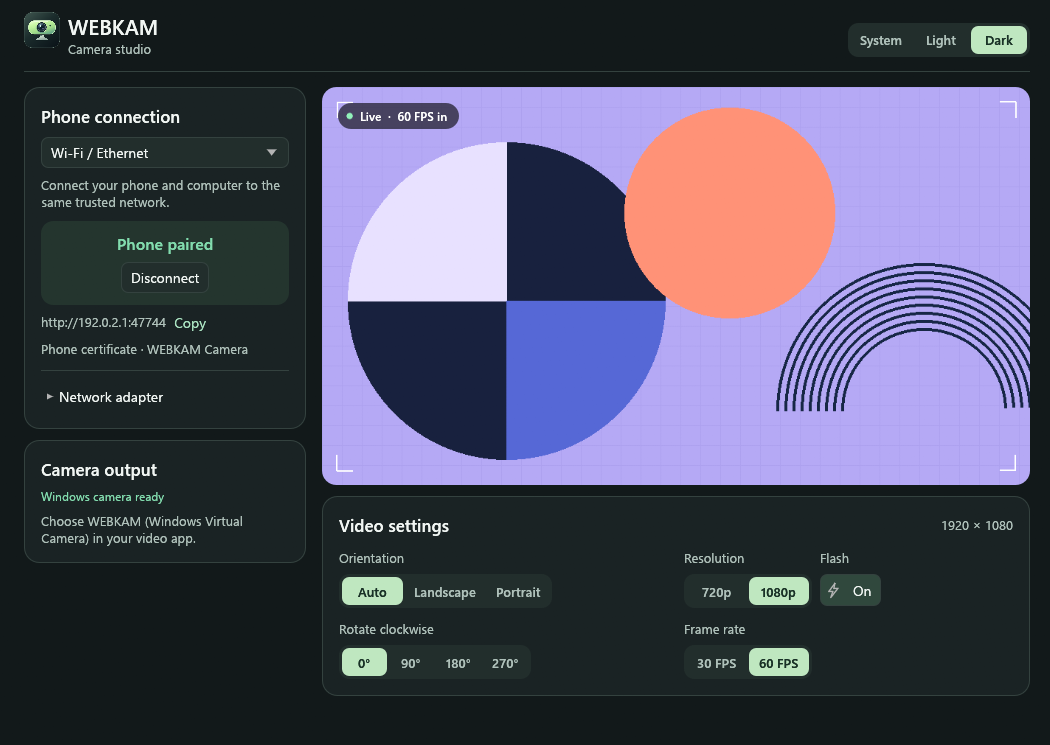 WEBKAM
Camera studio
System
Light
Dark
Phone connection
Wi-Fi / Ethernet
Connect your phone and computer to the
same trusted network.
Phone paired
Disconnect
http://192.0.2.1:47744 Copy
Phone certificate · WEBKAM Camera
Network adapter
Camera output
Windows camera ready
Choose WEBKAM (Windows Virtual
Camera) in your video app.
Live · 60 FPS in
Video settings
1920 × 1080
Orientation
Auto
Landscape
Portrait
Resolution
720p
1080p
Flash
On
Rotate clockwise
0°
90°
180°
270°
Frame rate
30 FPS
60 FPS